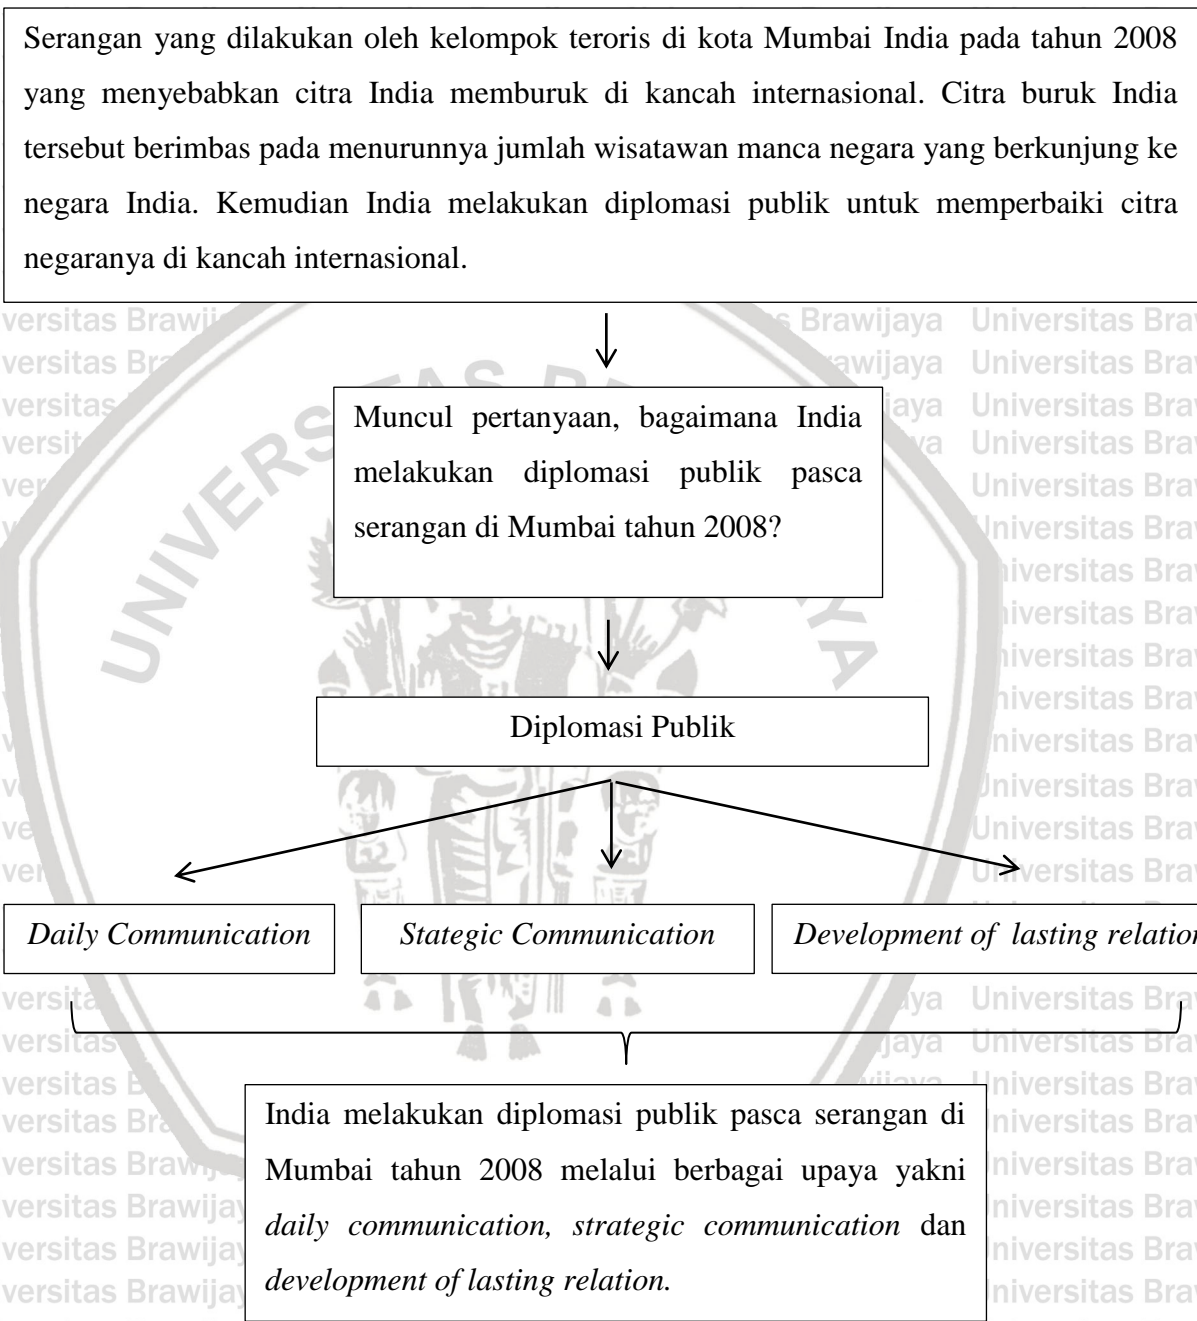 Serangan yang dilakukan oleh kelompok teroris di kota Mumbai India pada tahun 2008
yang menyebabkan citra India memburuk di kancah internasional. Citra buruk India
tersebut berimbas pada menurunnya jumlah wisatawan manca negara yang berkunjung ke
negara India. Kemudian India melakukan diplomasi publik untuk memperbaiki citra
negaranya di kancah internasional.
Muncul pertanyaan, bagaimana India
melakukan diplomasi publik pasca
serangan di Mumbai tahun 2008?
Diplomasi Publik
Daily Communication
Stategic Communication
Development of lasting relation
India melakukan diplomasi publik pasca serangan di
Mumbai tahun 2008 melalui berbagai upaya yakni
daily communication, strategic communication dan
development of lasting relation.